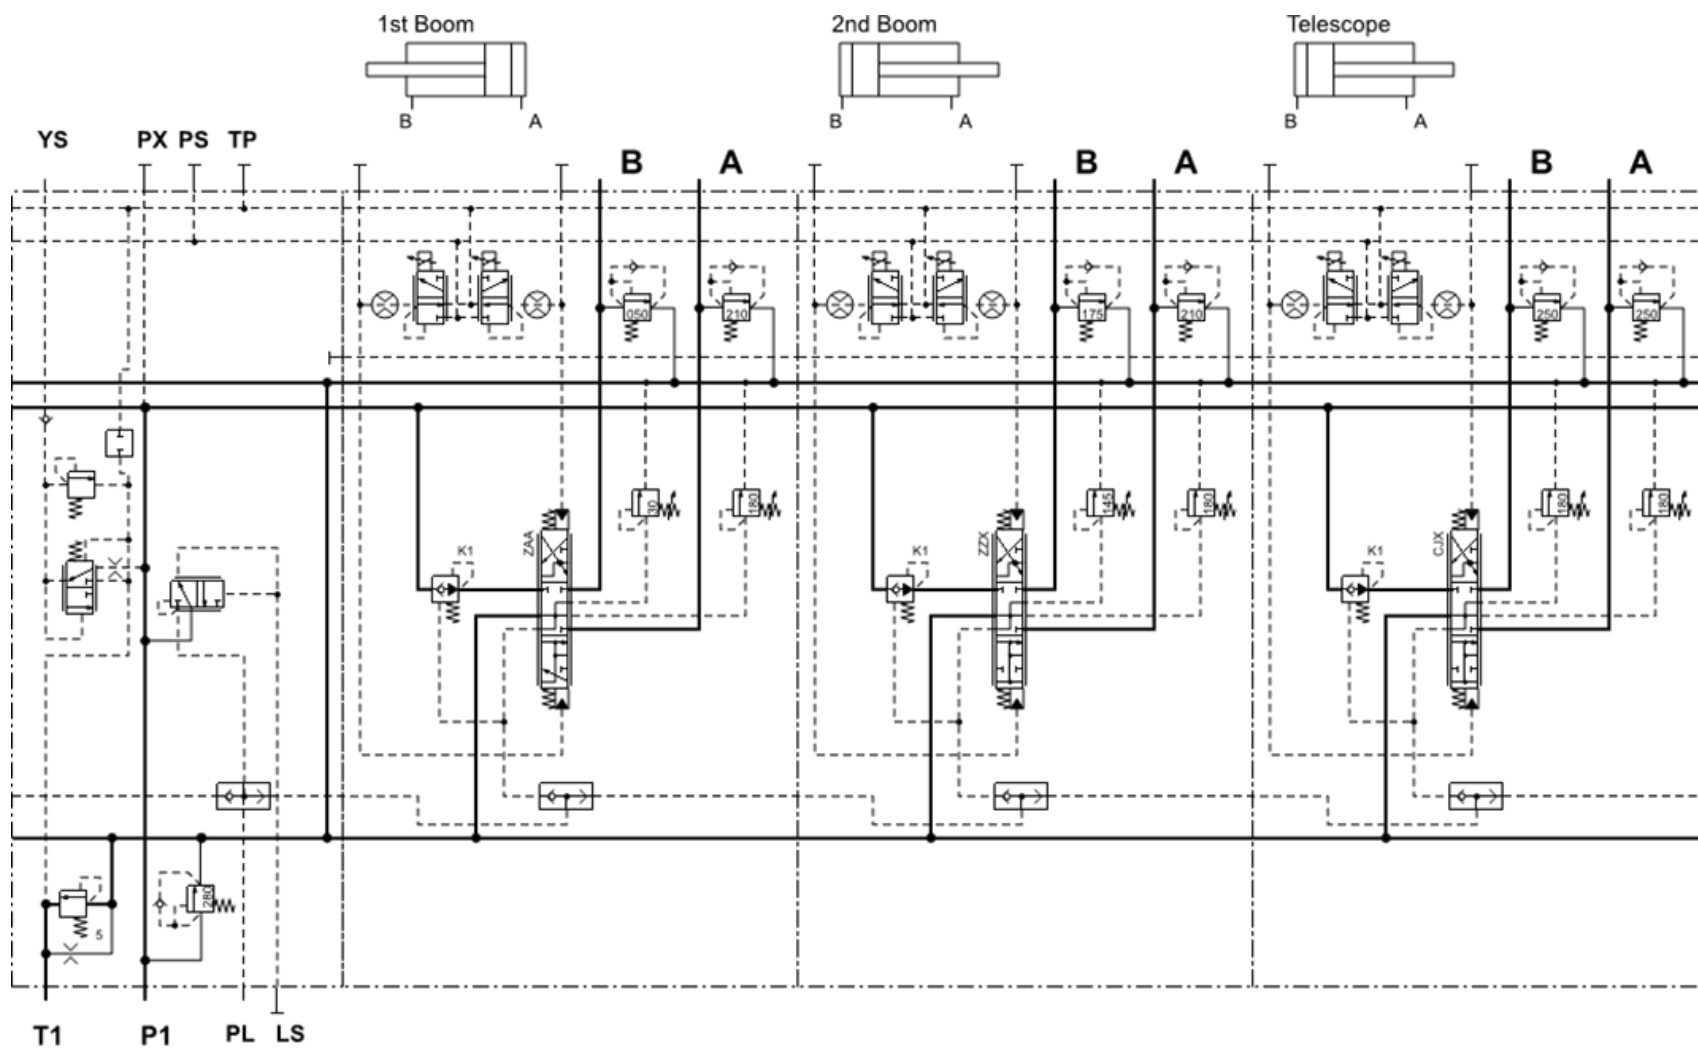 1st Boom 2nd Boom Telescope
B A B A B A
YS PX PS TP
B A B A B A
050 210 175 210 250 250
30 180 145 180 180 180
ZAA ZZX CJX
K1 K1 K1
280
5
T1 P1 PL LS